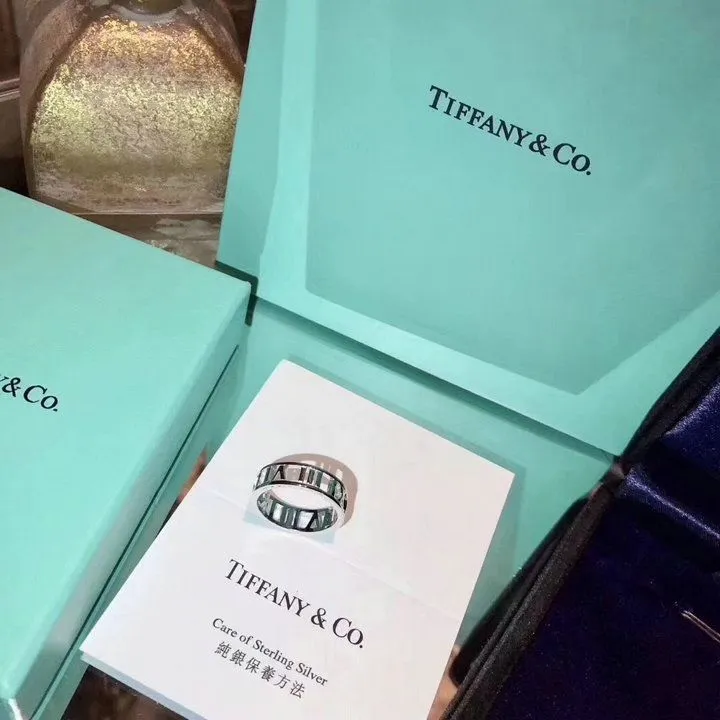 TIFFANY & CO.
& CO.
TIFFANY & CO.
Care of Sterling Silver
純銀保養方法